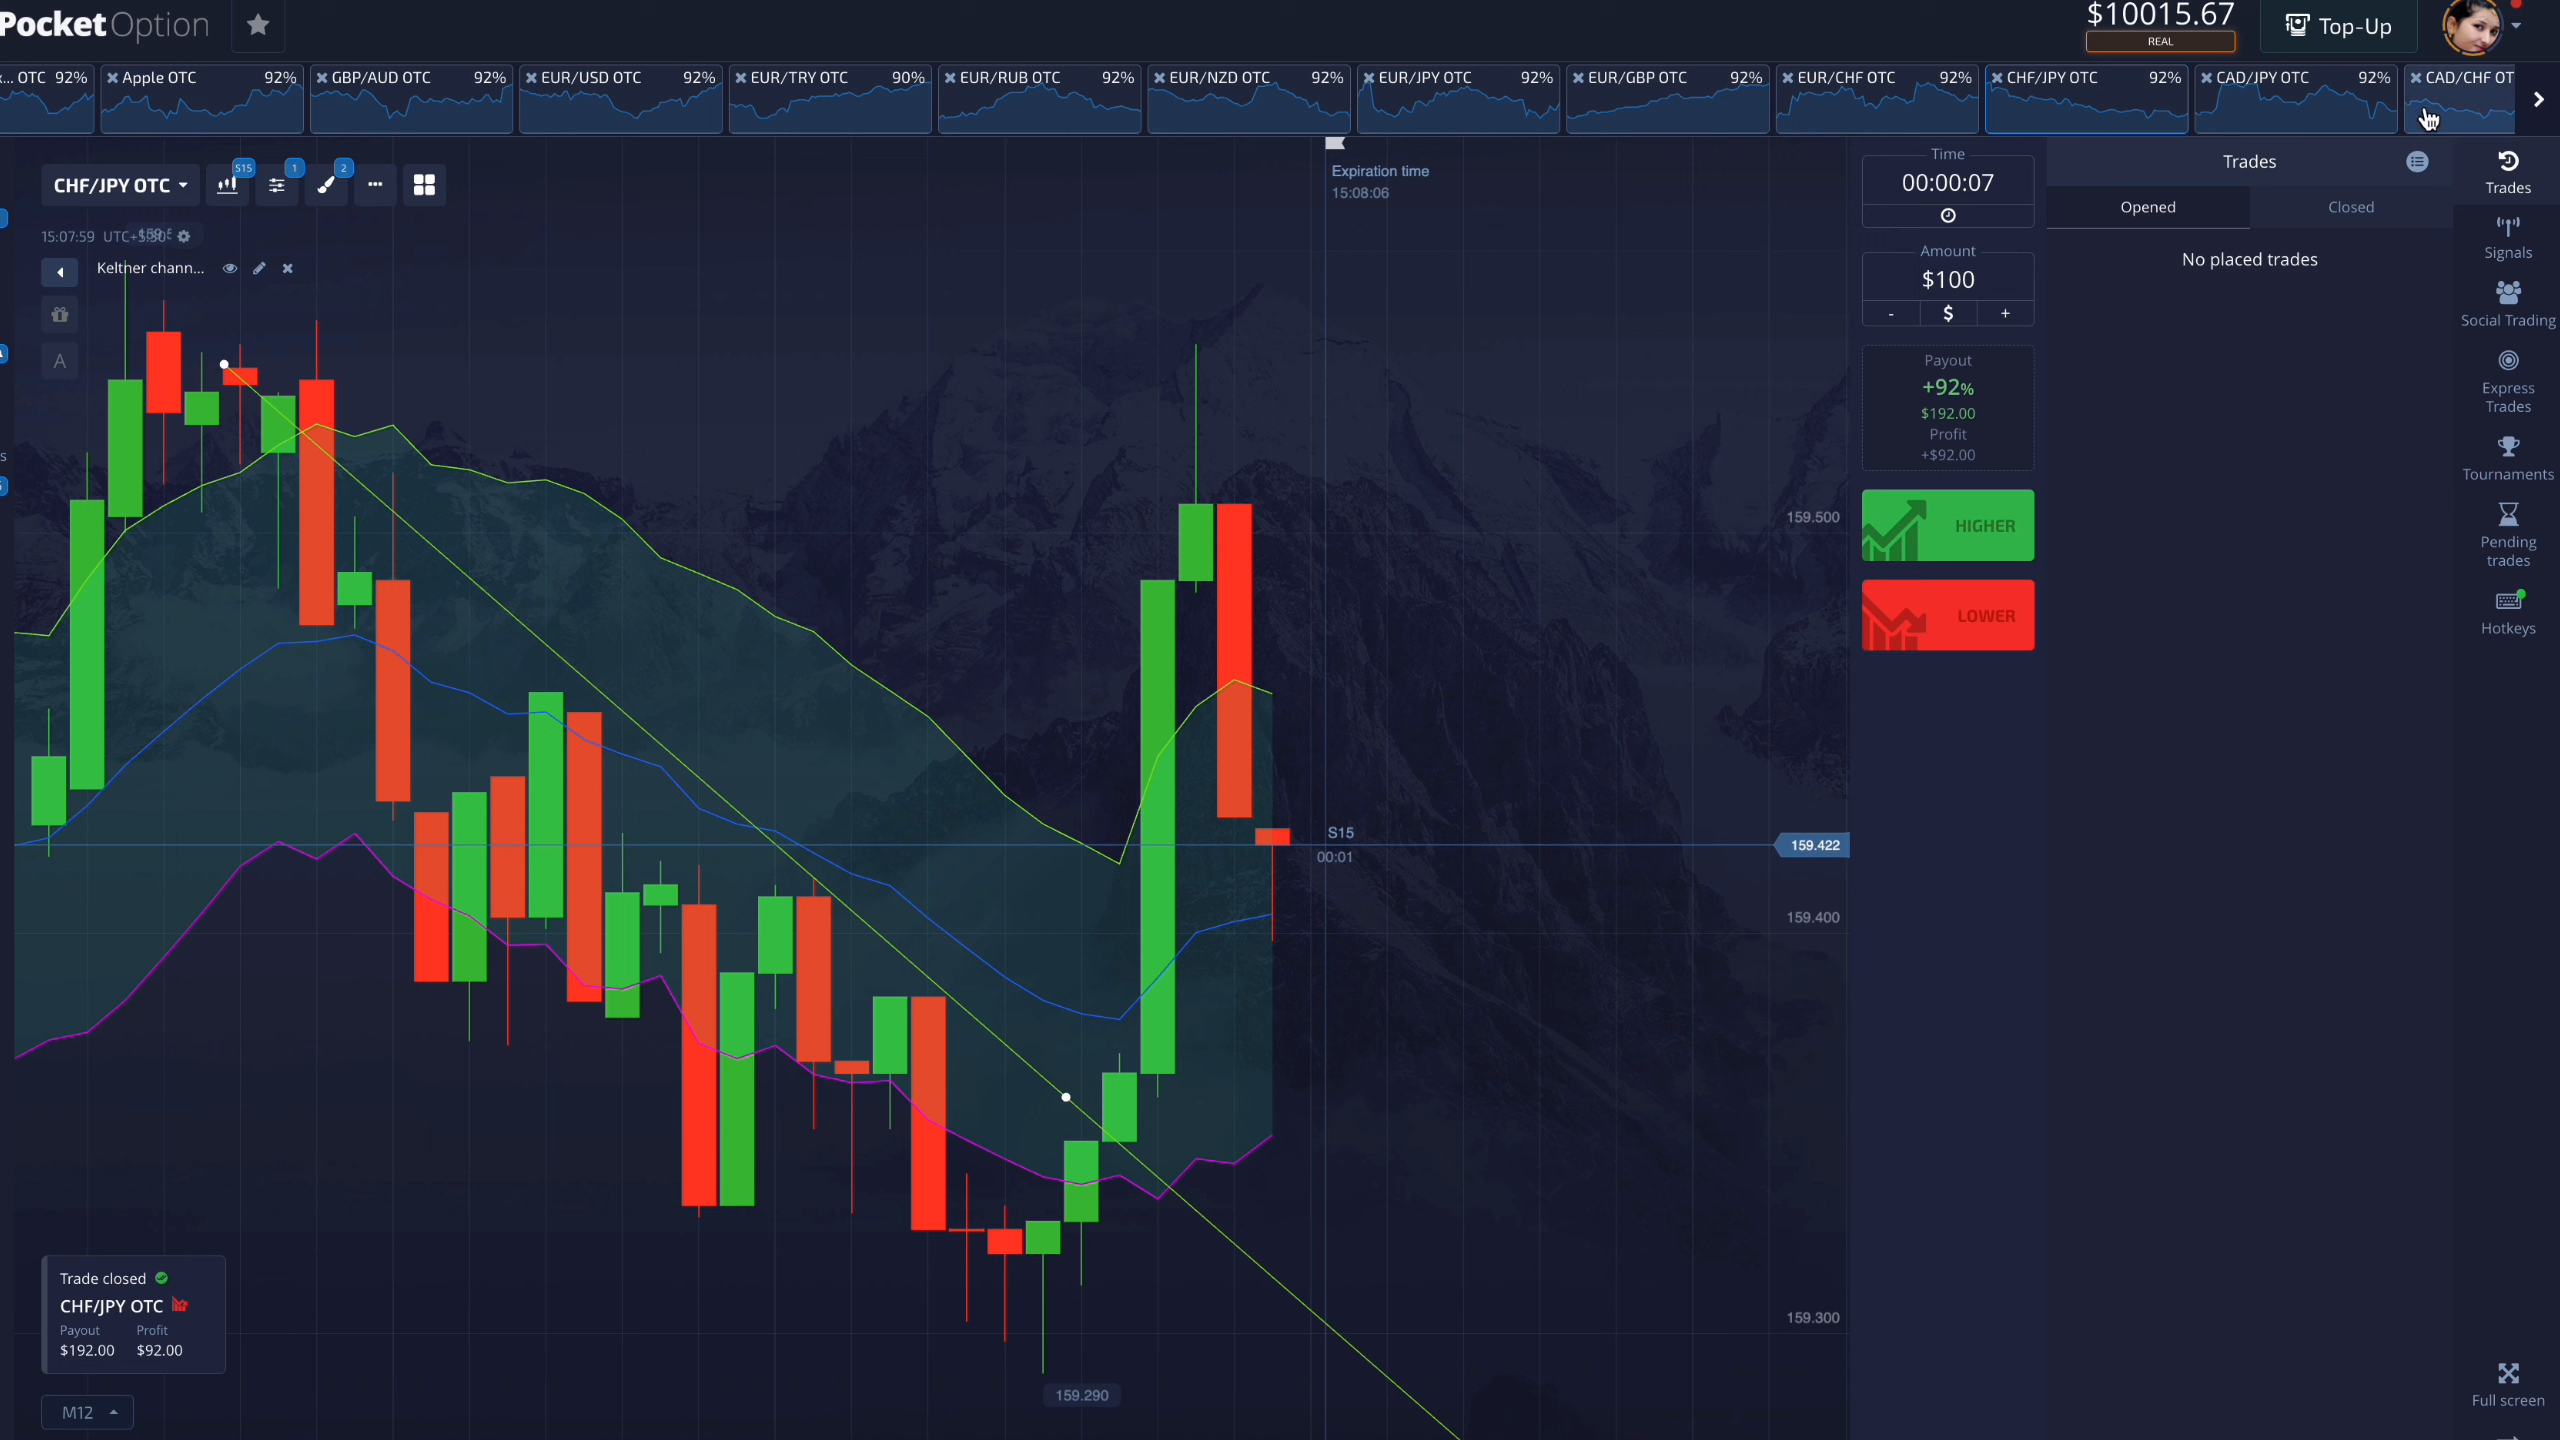 PocketOption
$10015.67
REAL
Top-Up
... OTC 92%
Apple OTC 92%
GBP/AUD OTC 92%
EUR/USD OTC 92%
EUR/TRY OTC 90%
EUR/RUB OTC 92%
EUR/NZD OTC 92%
EUR/JPY OTC 92%
EUR/GBP OTC 92%
EUR/CHF OTC 92%
CHF/JPY OTC 92%
CAD/JPY OTC 92%
CAD/CHF OT
CHF/JPY OTC
S15
1
2
15:07:59 UTC+5:30
Keltner chann...
A
Expiration time
15:08:06
159.500
S15
00:01
159.422
159.400
159.300
159.290
Trade closed
CHF/JPY OTC
Payout Profit
$192.00 $92.00
M12
Time
00:00:07
Amount
$100
- $ +
Payout
+92%
$192.00
Profit
+$92.00
HIGHER
LOWER
Trades
Opened Closed
No placed trades
Trades
Signals
Social Trading
Express
Trades
Tournaments
Pending
trades
Hotkeys
Full screen